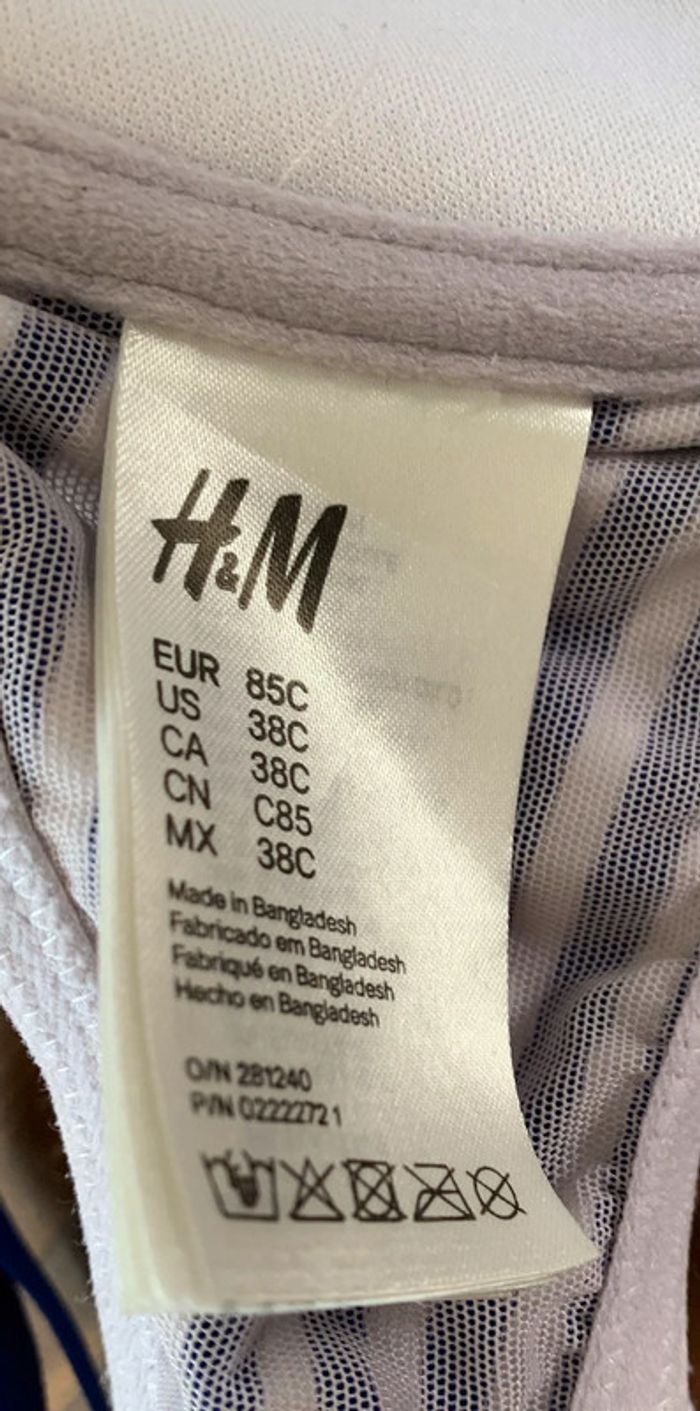 H&M
EUR 85C
US 38C
CA 38C
CN C85
MX 38C
Made in Bangladesh
Fabricado em Bangladesh
Fabriqué en Bangladesh
Hecho en Bangladesh
O/N 281240
P/N 02222721